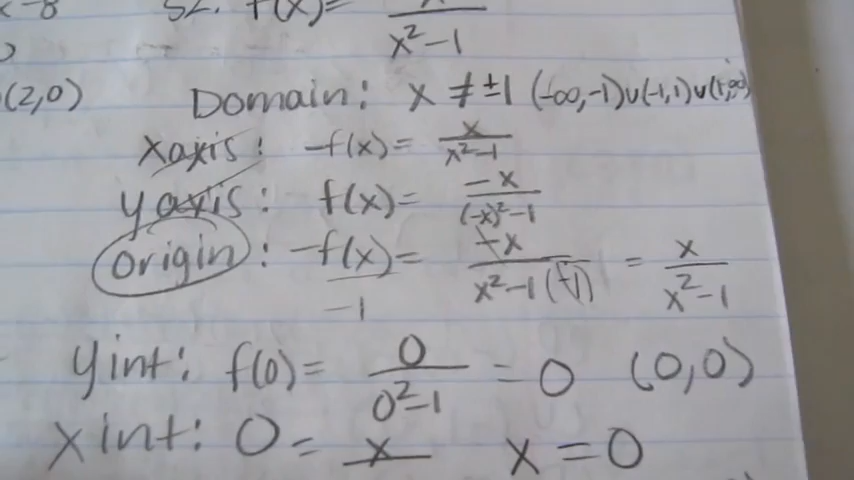 x-8 52. f(x)= x/x²-1
(2,0) Domain: x ≠ ±1 (-∞,-1)∪(-1,1)∪(1,∞)
x axis: -f(x)= x/x²-1
y axis: f(x)= -x/(-x)²-1
Origin: -f(x)/-1 = -x/x²-1(-1) = x/x²-1
y int: f(0)= 0/0²-1 = 0 (0,0)
x int: 0= x x=0